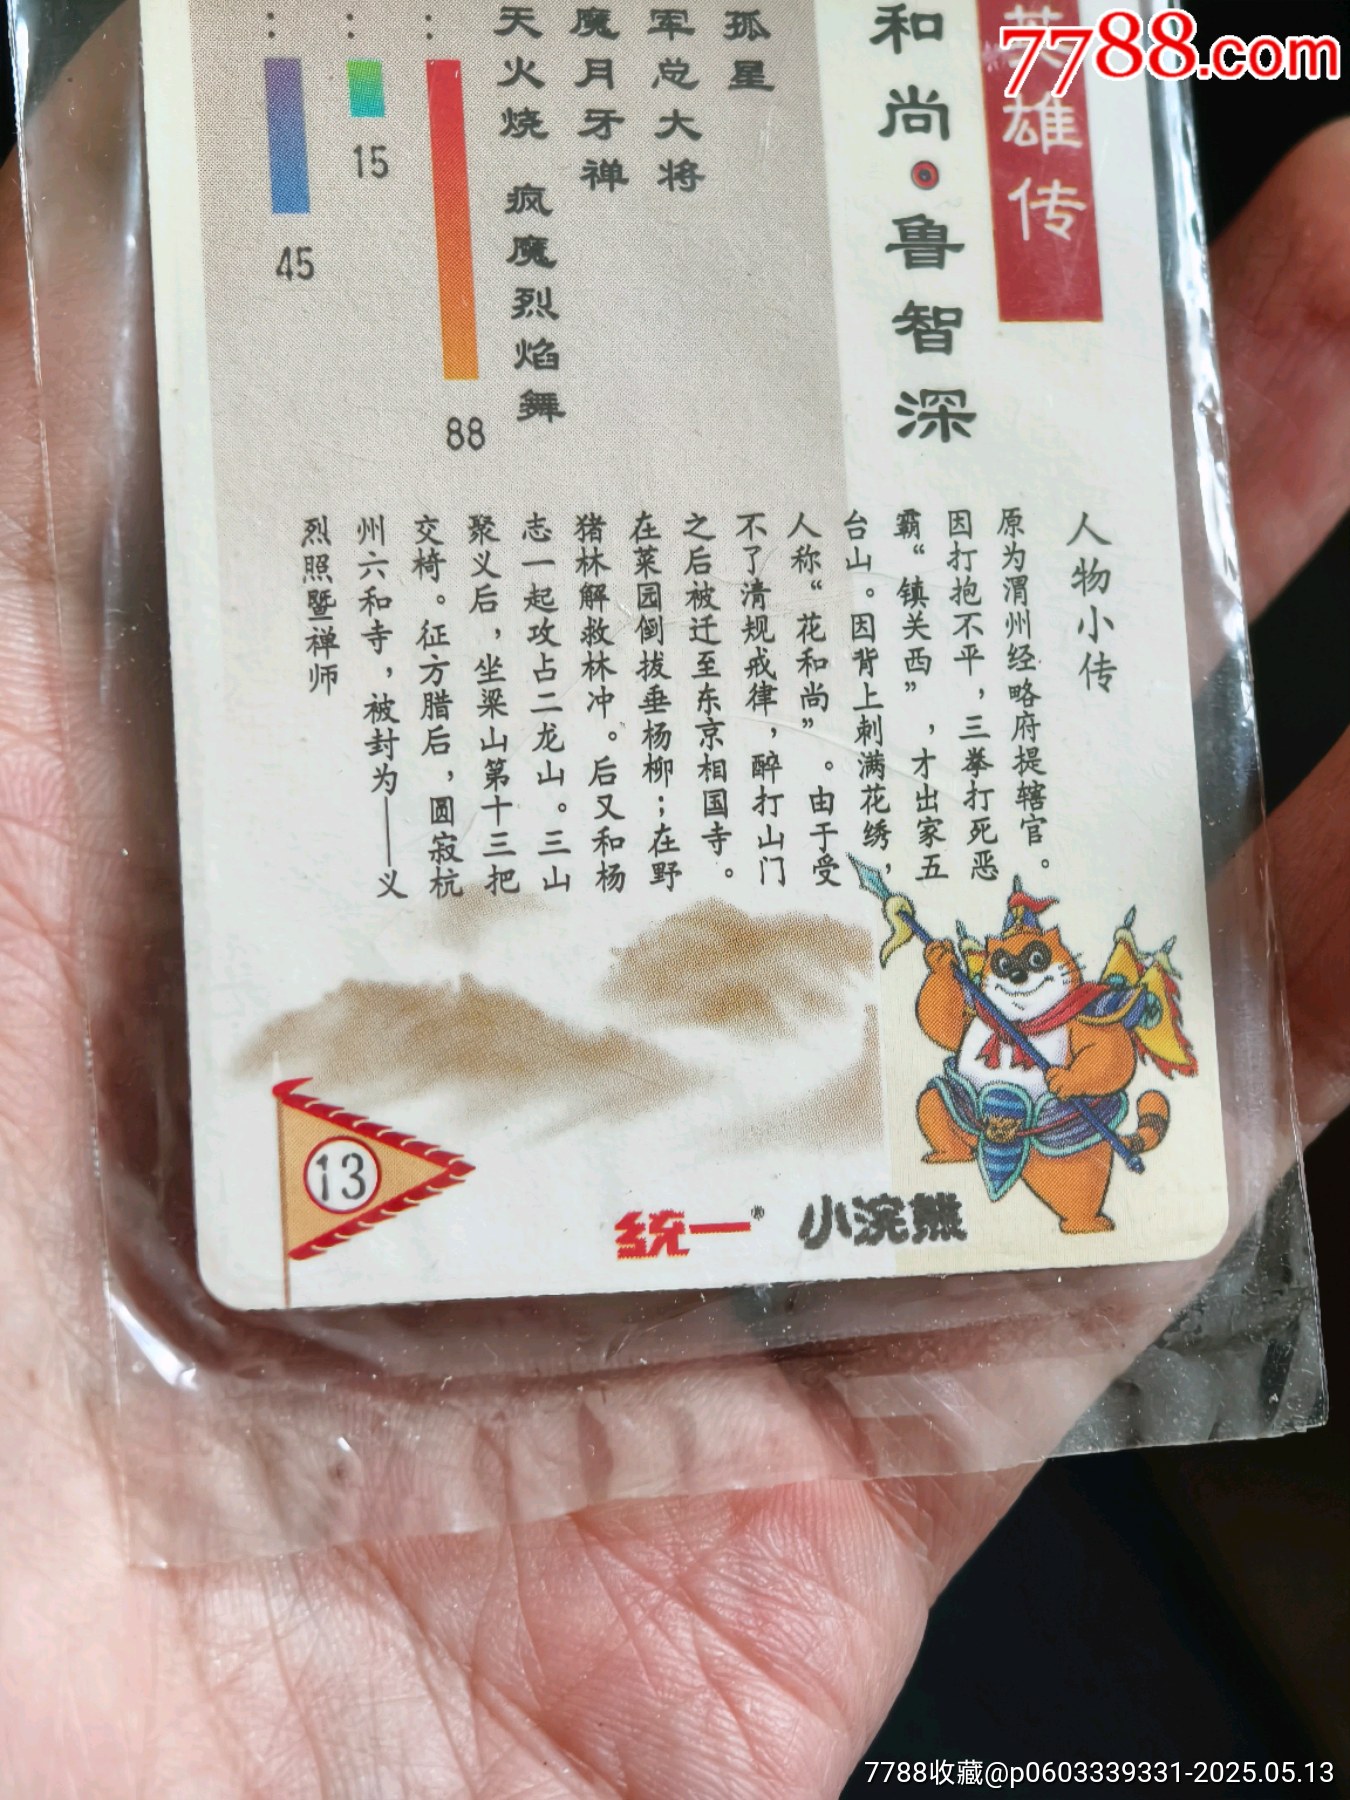 7788.com
英雄传
和尚·鲁智深
孤星
军总大将
魔月牙禅
天火烧 疯魔烈焰舞
：
88
：
15
：
45
人物小传
原为渭州经略府提辖官。
因打抱不平，三拳打死恶
霸“镇关西”，才出家五
台山。因背上刺满花绣，
人称“花和尚”。由于受
不了清规戒律，醉打山门
之后被迁至东京相国寺。
在菜园倒拔垂杨柳；在野
猪林解救林冲。后又和杨
志一起攻占二龙山。三山
聚义后，坐梁山第十三把
交椅。征方腊后，圆寂杭
州六和寺，被封为——义
烈照暨禅师
13
统一® 小浣熊
7788收藏@p0603339331-2025.05.13